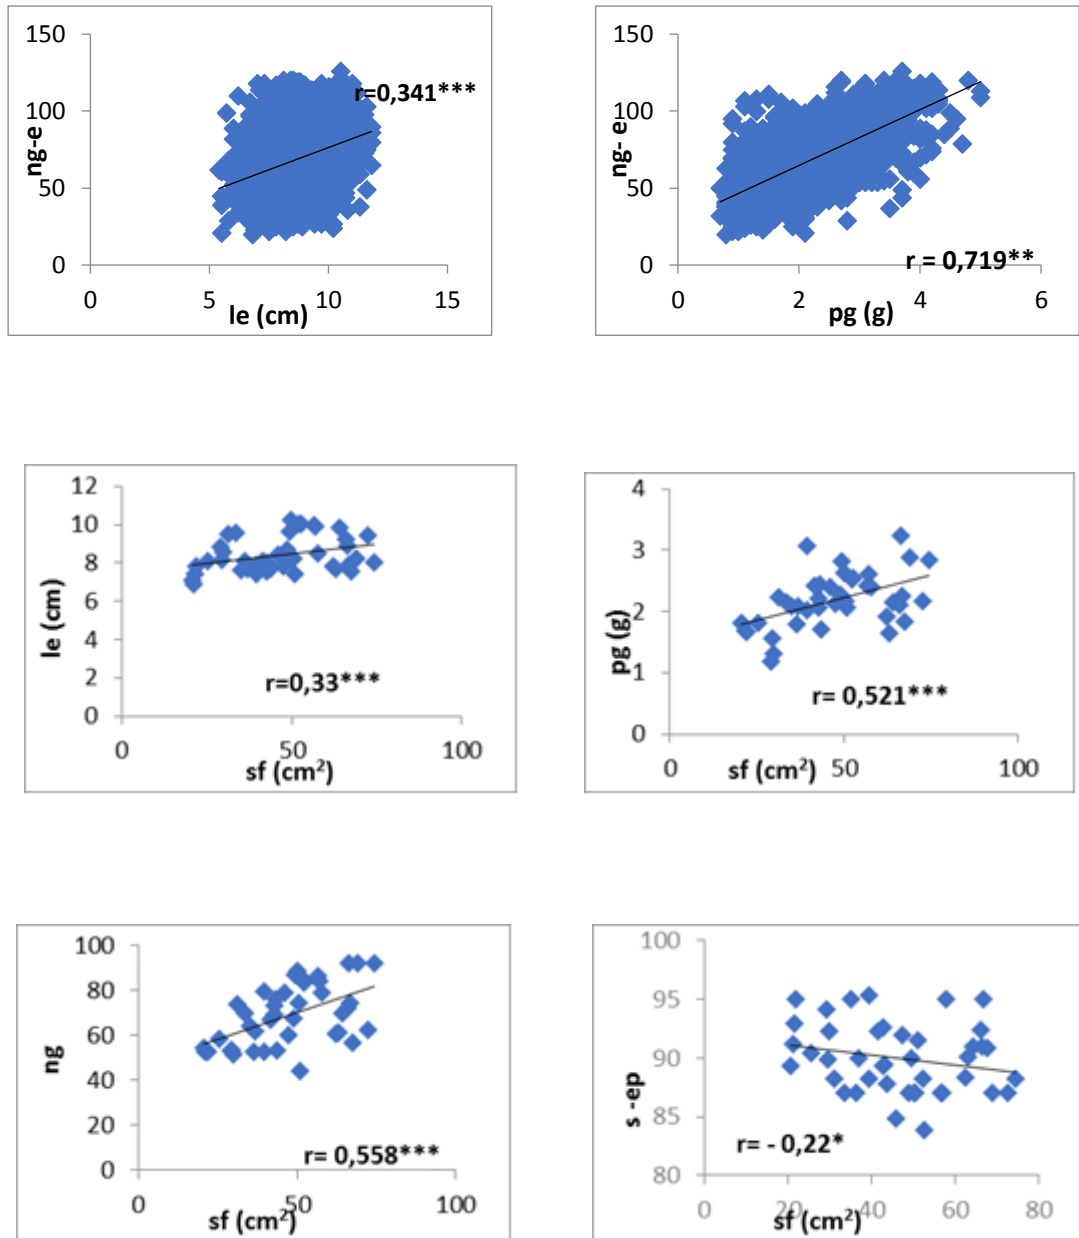 150
100
50
0
ng-e
r=0,341***
0 5 10 15
le (cm)
150
100
50
0
ng- e
r = 0,719**
0 2 4 6
pg (g)
12
10
8
6
4
2
0
le (cm)
r=0,33***
0 50 100
sf (cm²)
4
3
2
1
0
pg (g)
r= 0,521***
0 50 100
sf (cm²)
100
80
60
40
20
0
ng
r= 0,558***
0 50 100
sf (cm²)
100
95
90
85
80
s -ep
r= - 0,22*
0 20 40 60 80
sf (cm²)